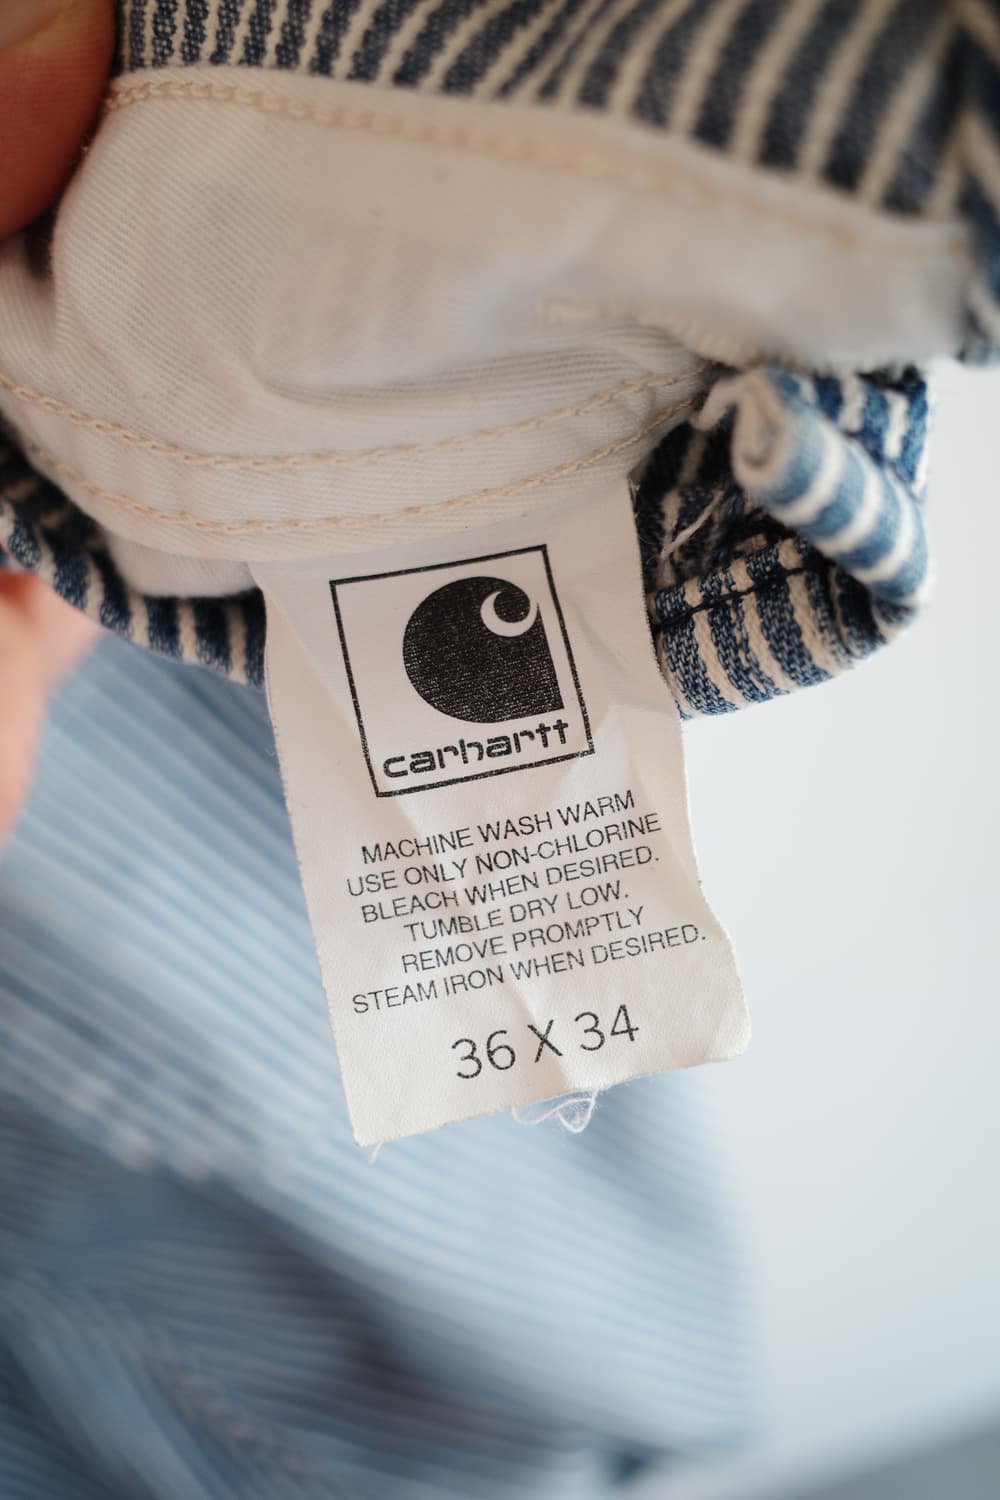 carhartt
MACHINE WASH WARM
USE ONLY NON-CHLORINE
BLEACH WHEN DESIRED.
TUMBLE DRY LOW.
REMOVE PROMPTLY
STEAM IRON WHEN DESIRED.
36 X 34